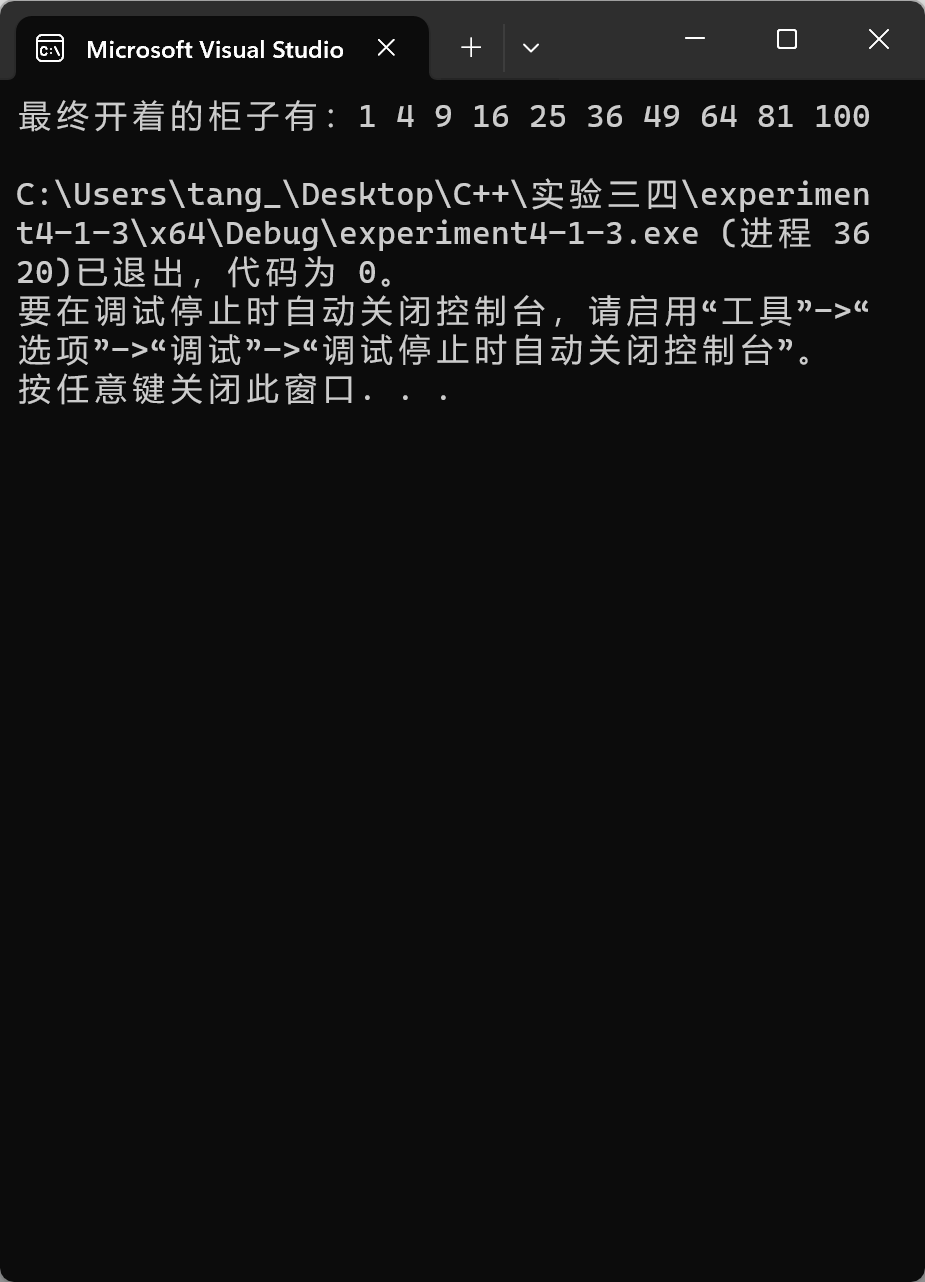 Microsoft Visual Studio
最终开着的柜子有: 1 4 9 16 25 36 49 64 81 100
C:\Users\tang_\Desktop\C++\实验三四\experimen
t4-1-3\x64\Debug\experiment4-1-3.exe (进程 36
20)已退出，代码为 0。
要在调试停止时自动关闭控制台，请启用“工具”->“
选项”->“调试”->“调试停止时自动关闭控制台”。
按任意键关闭此窗口. . .